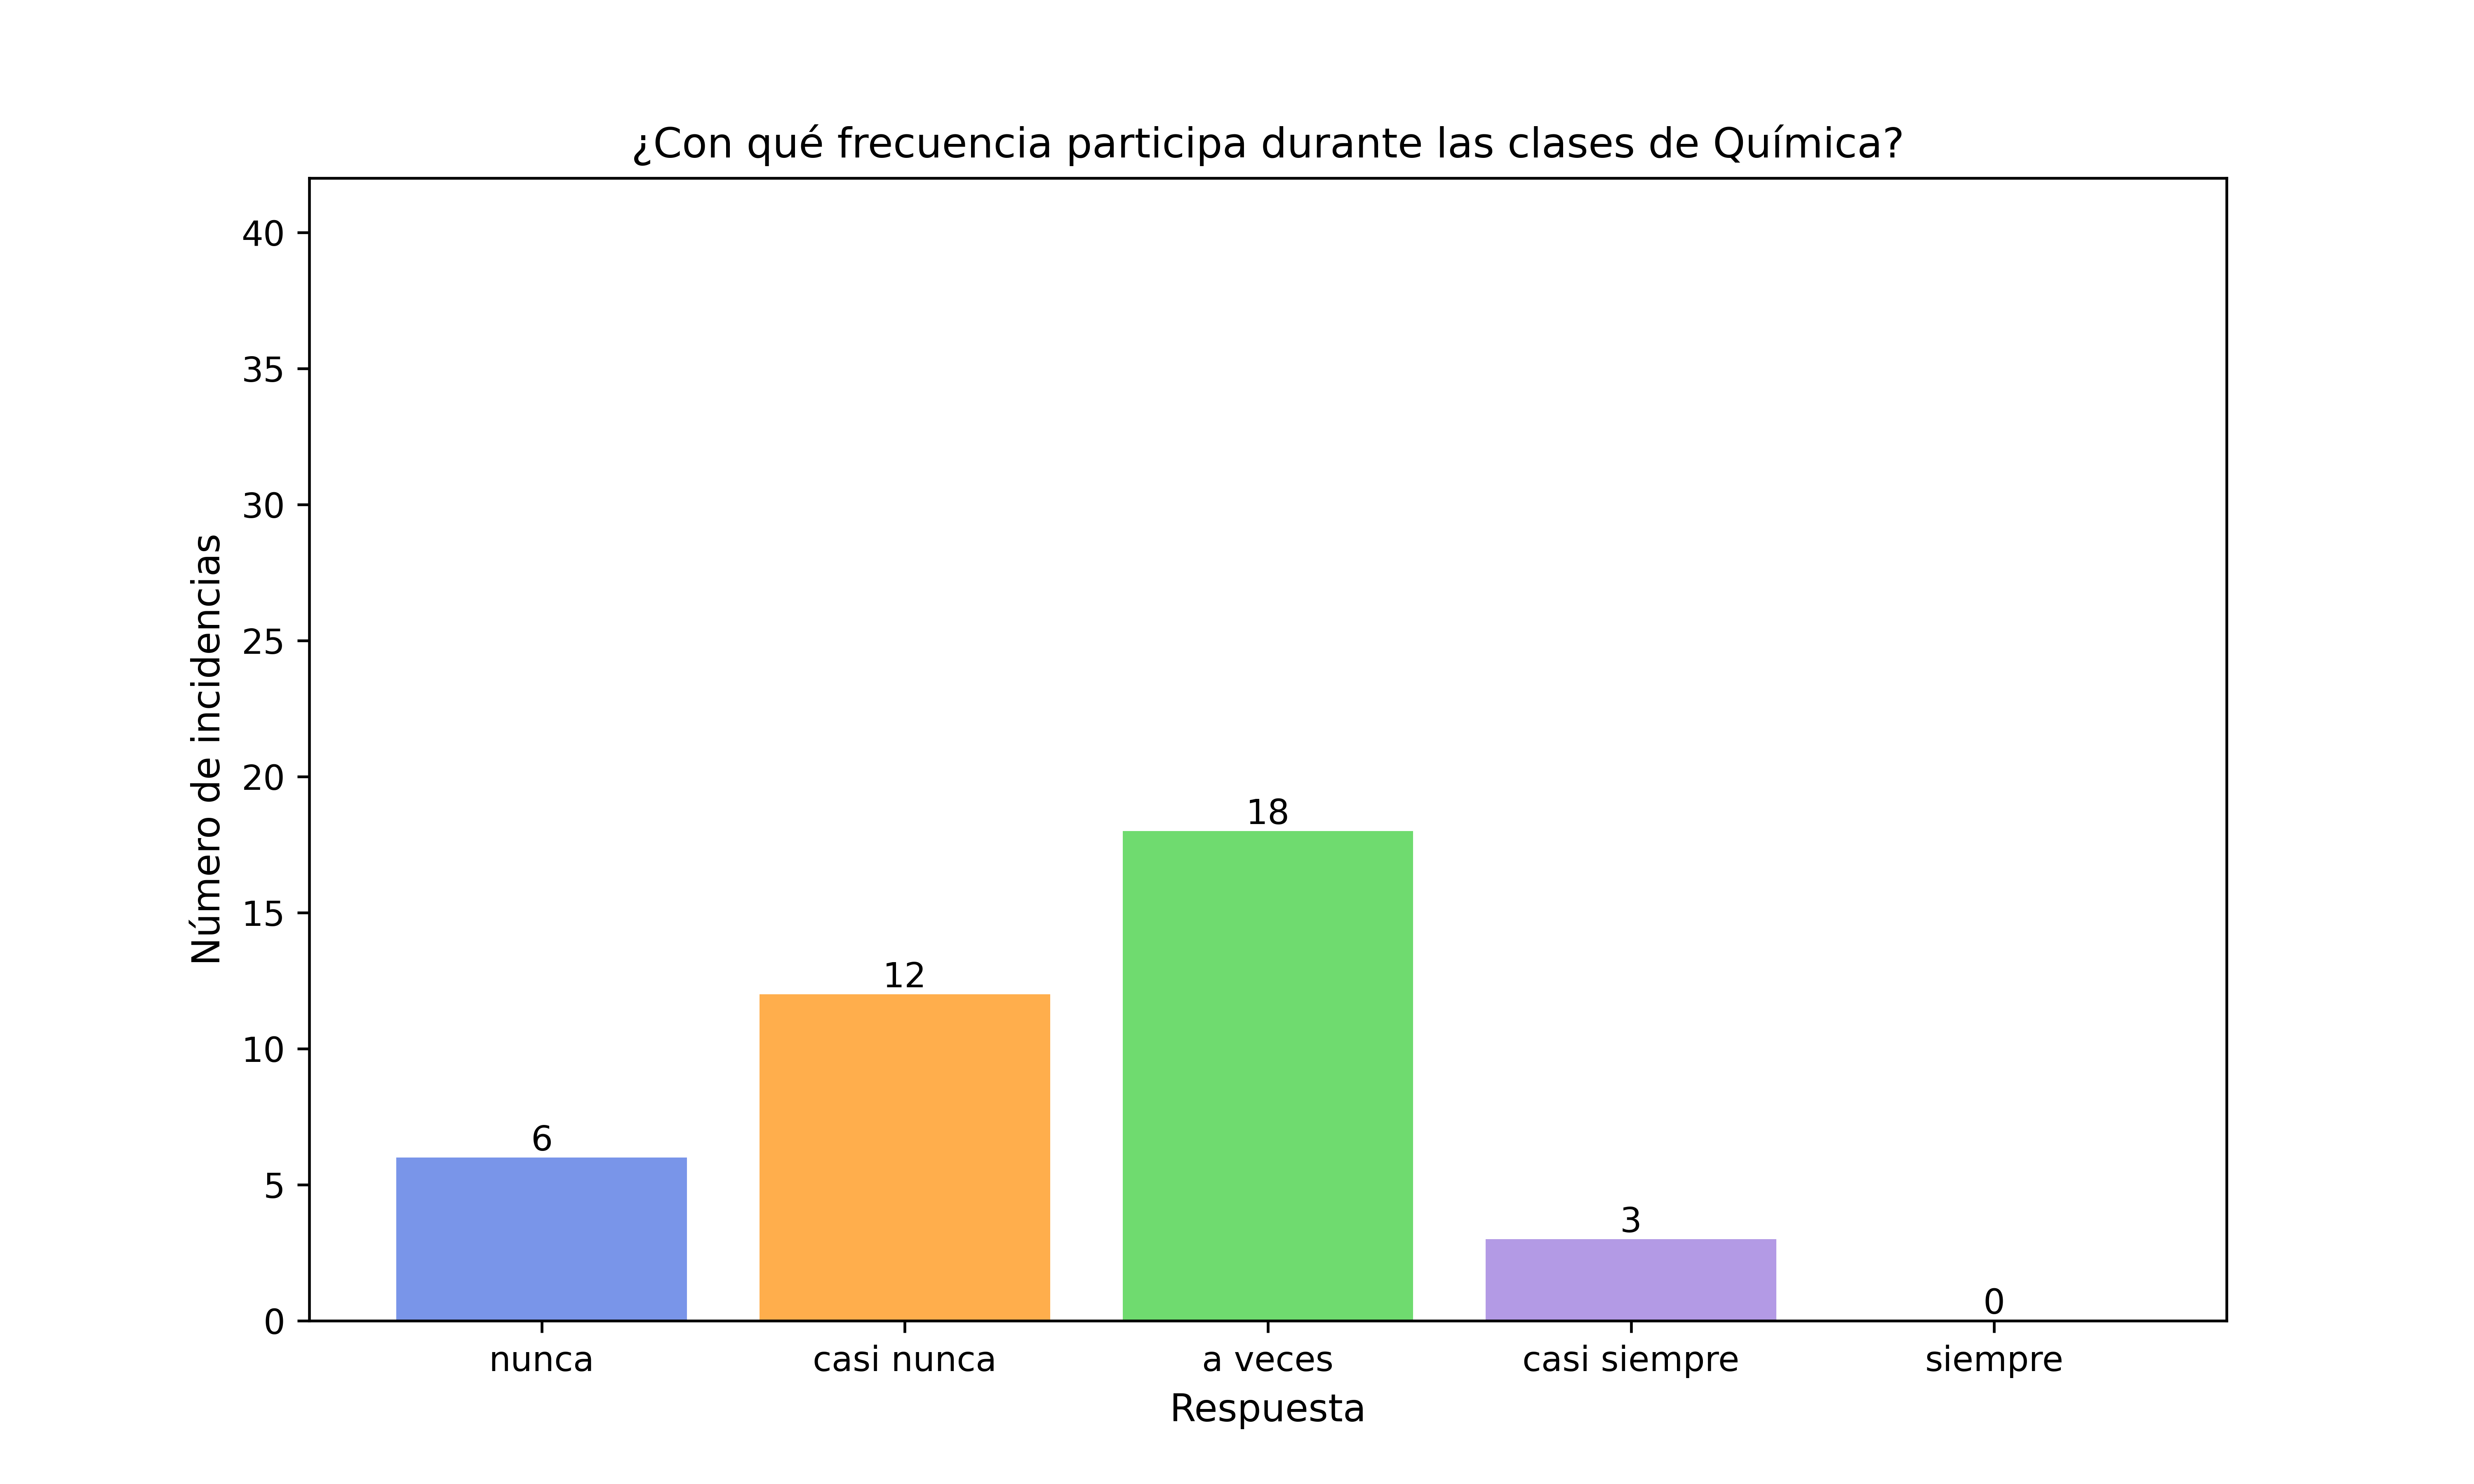 ¿Con qué frecuencia participa durante las clases de Química?
Número de incidencias
40
35
30
25
20
15
10
5
0
6
12
18
3
0
nunca
casi nunca
a veces
casi siempre
siempre
Respuesta